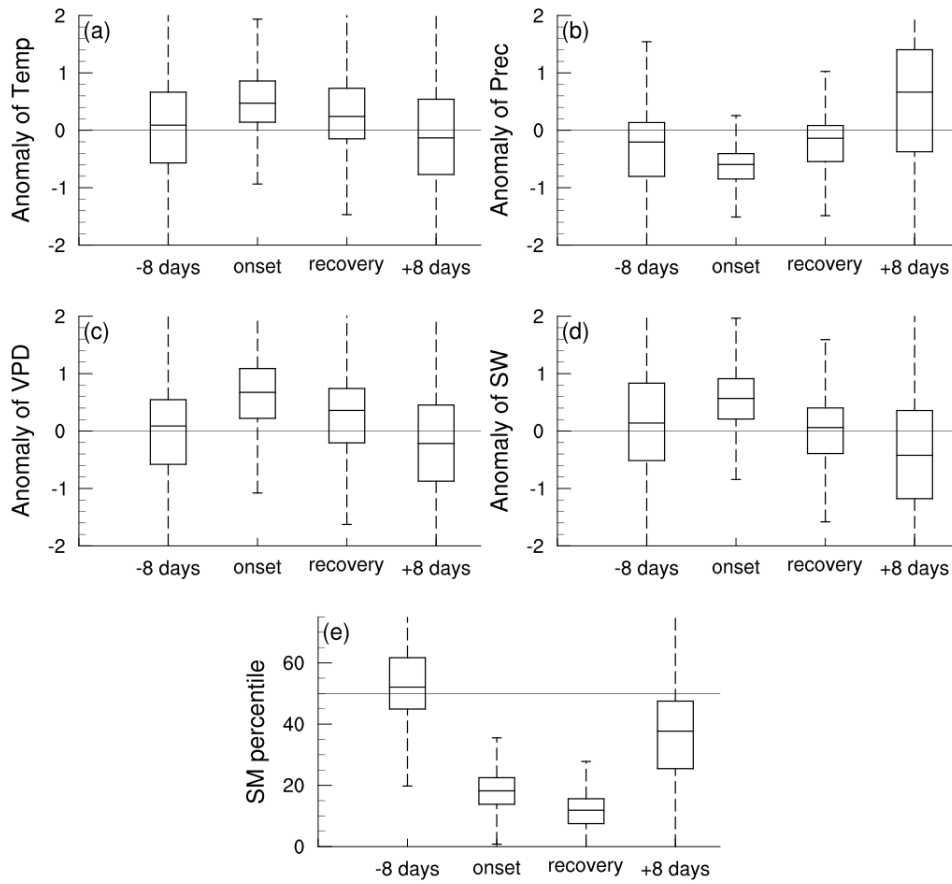 (a)
Anomaly of Temp
2
1
0
-1
-2
-8 days
onset
recovery
+8 days
(b)
Anomaly of Prec
2
1
0
-1
-2
-8 days
onset
recovery
+8 days
(c)
Anomaly of VPD
2
1
0
-1
-2
-8 days
onset
recovery
+8 days
(d)
Anomaly of SW
2
1
0
-1
-2
-8 days
onset
recovery
+8 days
(e)
SM percentile
60
40
20
0
-8 days
onset
recovery
+8 days